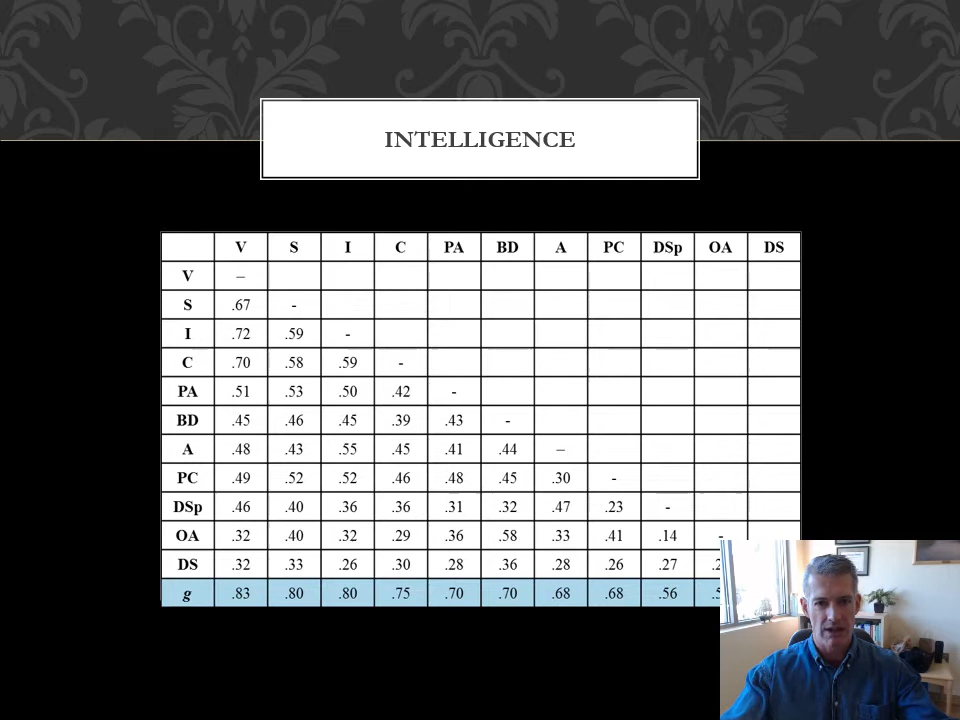 INTELLIGENCE
V S I C PA BD A PC DSp OA DS
V –
S .67 -
I .72 .59 -
C .70 .58 .59 -
PA .51 .53 .50 .42 -
BD .45 .46 .45 .39 .43 -
A .48 .43 .55 .45 .41 .44 –
PC .49 .52 .52 .46 .48 .45 .30 -
DSp .46 .40 .36 .36 .31 .32 .47 .23 -
OA .32 .40 .32 .29 .36 .58 .33 .41 .14 -
DS .32 .33 .26 .30 .28 .36 .28 .26 .27
g .83 .80 .80 .75 .70 .70 .68 .68 .56